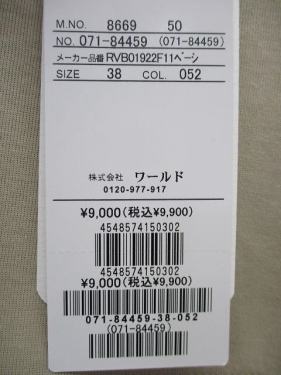 M.NO. 8669 50
NO. 071-84459 (071-84459)
メーカー品番 RVB01922F11ベーシ
SIZE 38 COL. 052
株式会社 ワールド
0120-977-917
¥9,000(税込¥9,900)
4548574150302
4548574150302
¥9,000(税込¥9,900)
071-84459-38-052
(071-84459)